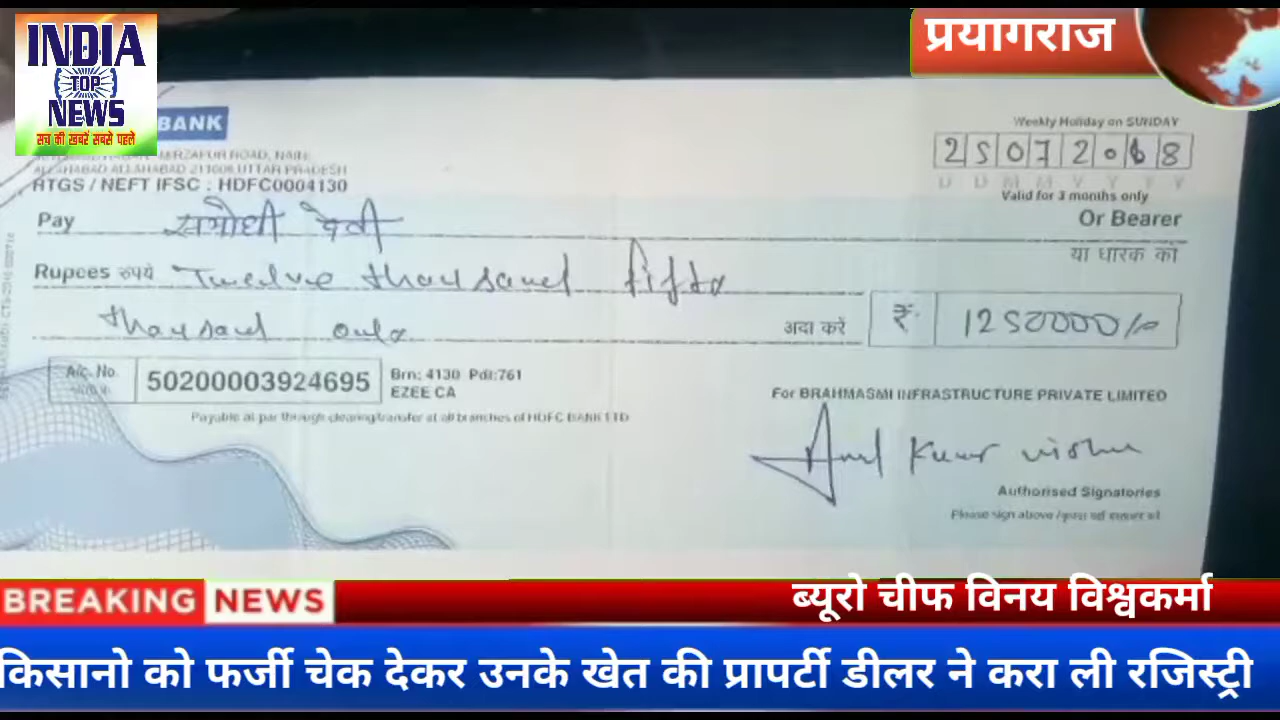 INDIA
TOP
NEWS
सच की खबरें सबसे पहले
प्रयागराज
BANK
Weekly Holiday on SUNDAY
25072018
MIRZAPUR ROAD, NAINI
ALLAHABAD ALLAHABAD 211008 UTTAR PRADESH
RTGS / NEFT IFSC : HDFC0004130
D D M M Y Y Y Y
Valid for 3 months only
Pay देवी
Or Bearer
या धारक को
Rupees रुपये Twelve thousand fifty
thousand only
अदा करें
₹ 1250000/-
A/c. No.
50200003924695
Brn: 4130 Pdt:761
EZEE CA
Payable at par through clearing/transfer at all branches of HDFC BANK LTD
For BRAHMASMI INFRASTRUCTURE PRIVATE LIMITED
Authorised Signatories
Please sign above /
BREAKING NEWS
ब्यूरो चीफ विनय विश्वकर्मा
किसानो को फर्जी चेक देकर उनके खेत की प्रापर्टी डीलर ने करा ली रजिस्ट्री